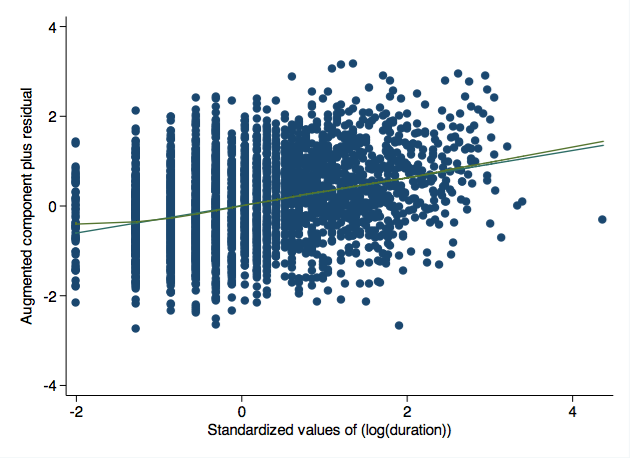 4
2
0
-2
-4
Augmented component plus residual
-2 0 2 4
Standardized values of (log(duration))